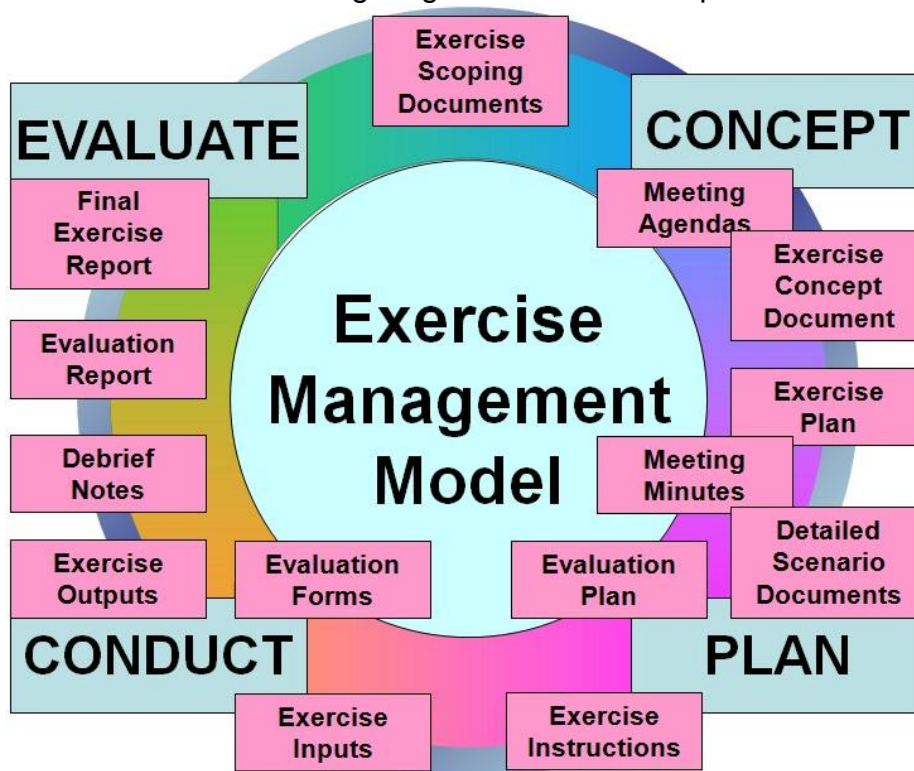 Exercise
Scoping
Documents
EVALUATE
CONCEPT
Final
Exercise
Report
Meeting
Agendas
Exercise
Concept
Document
Exercise
Management
Model
Evaluation
Report
Exercise
Plan
Debrief
Notes
Meeting
Minutes
Exercise
Outputs
Evaluation
Forms
Evaluation
Plan
Detailed
Scenario
Documents
CONDUCT
PLAN
Exercise
Inputs
Exercise
Instructions